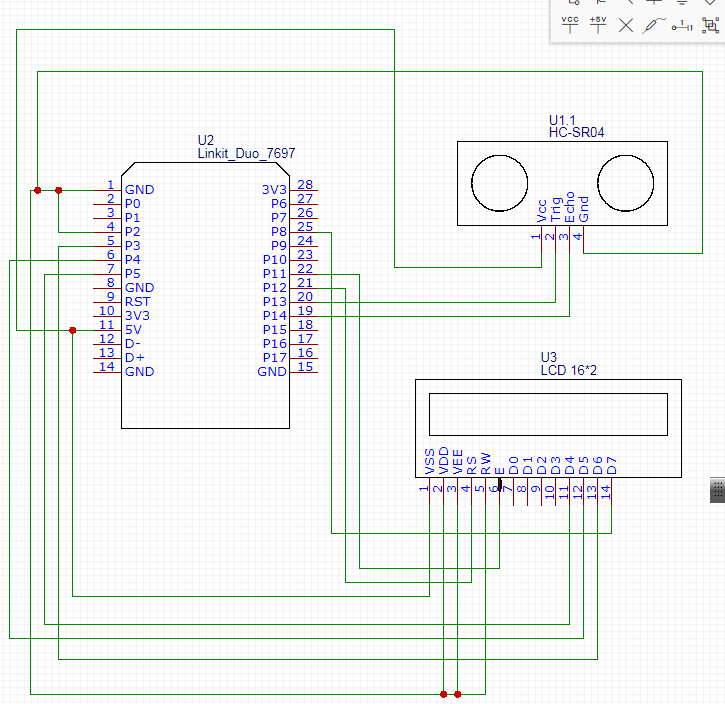 VCC +5V
U1.1
HC-SR04
Vcc Trig Echo Gnd
1 2 3 4
U2
Linkit_Duo_7697
1 GND 3V3 28
2 P0 P6 27
3 P1 P7 26
4 P2 P8 25
5 P3 P9 24
6 P4 P10 23
7 P5 P11 22
8 GND P12 21
9 RST P13 20
10 3V3 P14 19
11 5V P15 18
12 D- P16 17
13 D+ P17 16
14 GND GND 15
U3
LCD 16*2
VSS VDD VEE RS RW E D0 D1 D2 D3 D4 D5 D6 D7
1 2 3 4 5 6 7 8 9 10 11 12 13 14